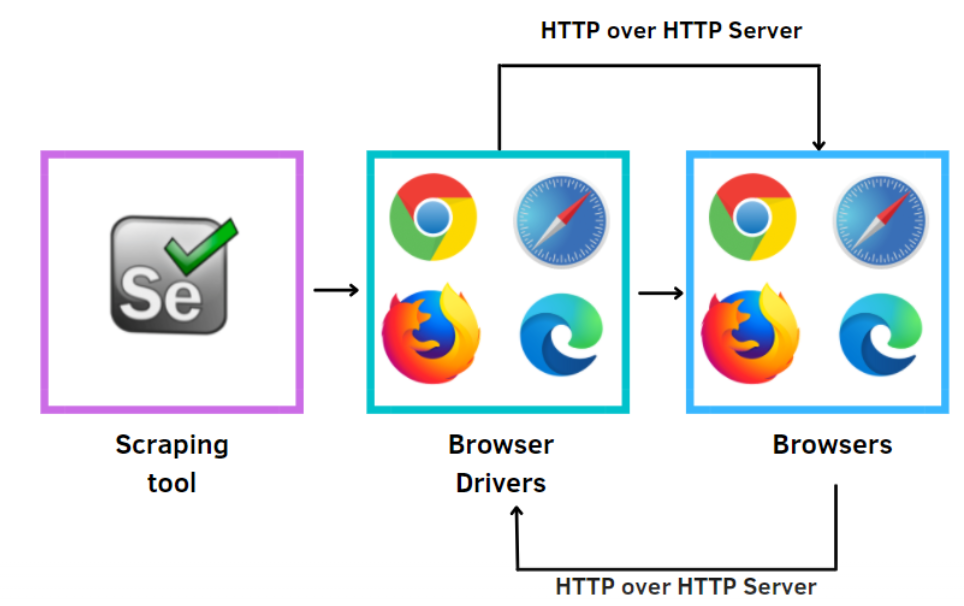 HTTP over HTTP Server
Se
Scraping
tool
Browser
Drivers
Browsers
HTTP over HTTP Server